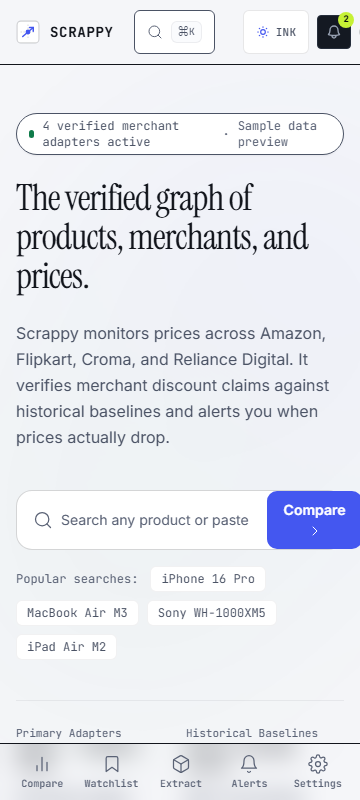 SCRAPPY
⌘K
INK
2
4 verified merchant adapters active · Sample data preview
The verified graph of
products, merchants, and
prices.
Scrappy monitors prices across Amazon,
Flipkart, Croma, and Reliance Digital. It
verifies merchant discount claims against
historical baselines and alerts you when
prices actually drop.
Search any product or paste
Compare
Popular searches:
iPhone 16 Pro
MacBook Air M3
Sony WH-1000XM5
iPad Air M2
Primary Adapters
Historical Baselines
Compare
Watchlist
Extract
Alerts
Settings